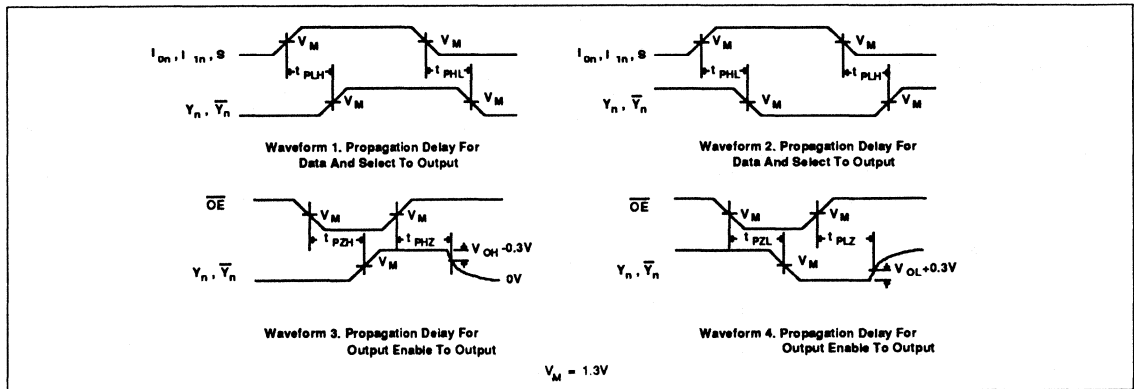 I0n, I1n, S
VM
VM
tPLH
tPHL
Yn, Y̅n
VM
VM
Waveform 1. Propagation Delay For
Data And Select To Output
I0n, I1n, S
VM
VM
tPHL
tPLH
Yn, Y̅n
VM
VM
Waveform 2. Propagation Delay For
Data And Select To Output
O̅E̅
VM
VM
tPZH
tPHZ
VOH-0.3V
Yn, Y̅n
VM
0V
Waveform 3. Propagation Delay For
Output Enable To Output
O̅E̅
VM
VM
tPZL
tPLZ
Yn, Y̅n
VM
VOL+0.3V
Waveform 4. Propagation Delay For
Output Enable To Output
VM = 1.3V